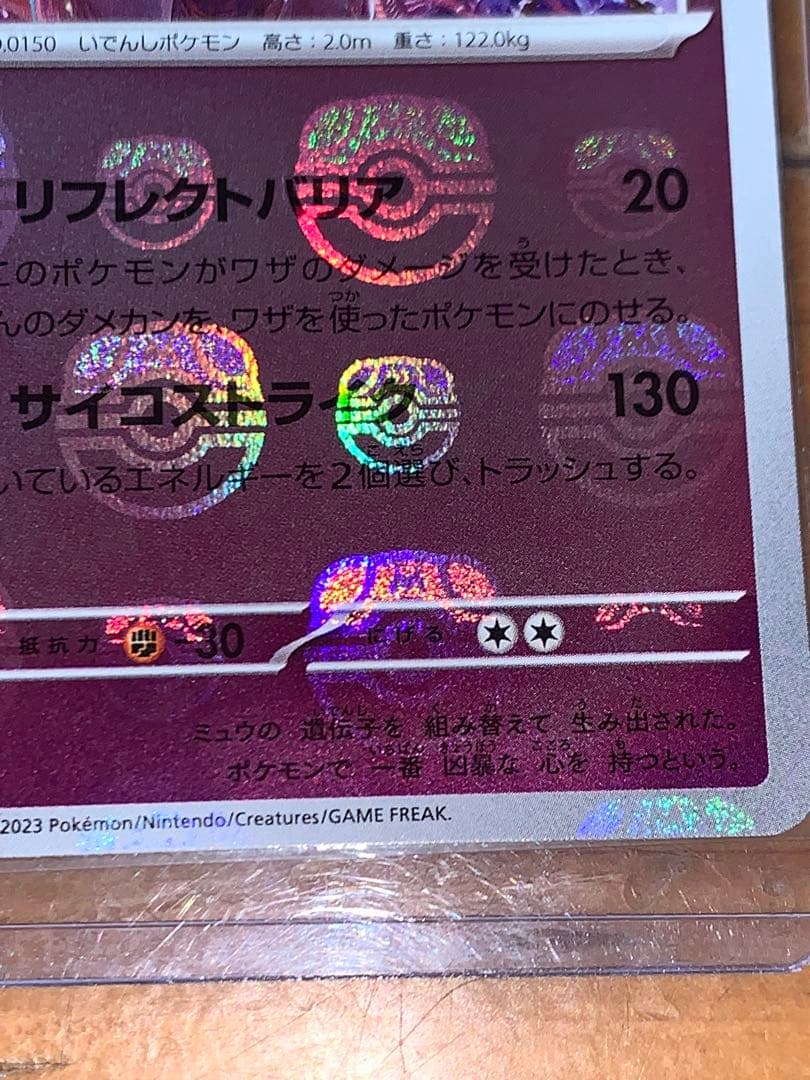 .0150 いでんしポケモン 高さ：2.0m 重さ：122.0kg
リフレクトバリア 20
このポケモンがワザのダメージを受けたとき、
んのダメカンを、ワザを使ったポケモンにのせる。
サイコストライク 130
いているエネルギーを2個選び、トラッシュする。
抵抗力 -30 にげる
ミュウの 遺伝子を 組み替えて 生み出された。
ポケモンで 一番 凶暴な 心を 持つという。
2023 Pokémon/Nintendo/Creatures/GAME FREAK.